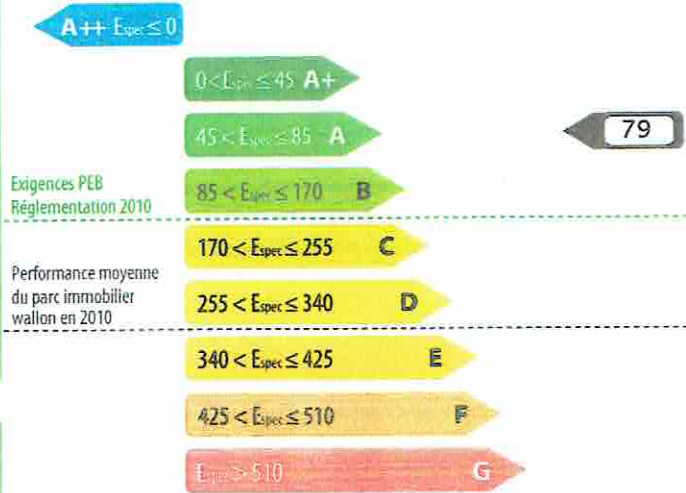 A++ Espec ≤ 0
0 < Espec ≤ 45 A+
45 < Espec ≤ 85 A
79
Exigences PEB
Réglementation 2010
85 < Espec ≤ 170 B
170 < Espec ≤ 255 C
Performance moyenne
du parc immobilier
wallon en 2010
255 < Espec ≤ 340 D
340 < Espec ≤ 425 E
425 < Espec ≤ 510 F
Espec > 510 G